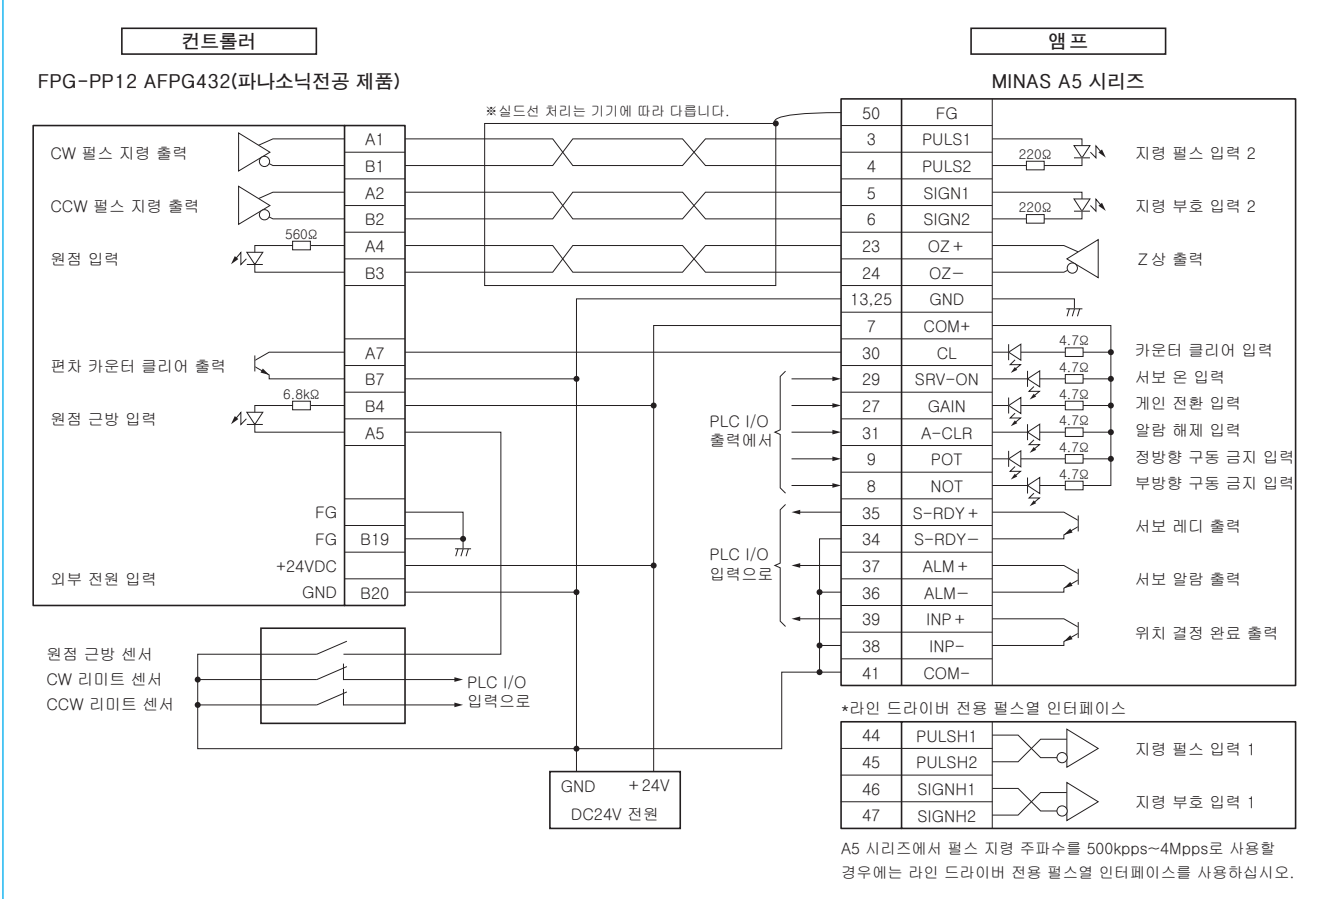 컨트롤러
앰프
FPG-PP12 AFPG432(파나소닉전공 제품)
MINAS A5 시리즈
※실드선 처리는 기기에 따라 다릅니다.
CW 펄스 지령 출력
A1
B1
CCW 펄스 지령 출력
A2
B2
560Ω
원점 입력
A4
B3
편차 카운터 클리어 출력
A7
B7
6.8kΩ
원점 근방 입력
B4
A5
FG
FG B19
+24VDC
외부 전원 입력
GND B20
원점 근방 센서
CW 리미트 센서
CCW 리미트 센서
PLC I/O
입력으로
GND +24V
DC24V 전원
PLC I/O
출력에서
PLC I/O
입력으로
50 FG
3 PULS1
220Ω
지령 펄스 입력 2
4 PULS2
5 SIGN1
220Ω
지령 부호 입력 2
6 SIGN2
23 OZ+
Z상 출력
24 OZ-
13,25 GND
7 COM+
30 CL 4.7Ω 카운터 클리어 입력
29 SRV-ON 4.7Ω 서보 온 입력
27 GAIN 4.7Ω 게인 전환 입력
31 A-CLR 4.7Ω 알람 해제 입력
9 POT 4.7Ω 정방향 구동 금지 입력
8 NOT 4.7Ω 부방향 구동 금지 입력
35 S-RDY+
서보 레디 출력
34 S-RDY-
37 ALM+
서보 알람 출력
36 ALM-
39 INP+
위치 결정 완료 출력
38 INP-
41 COM-
*라인 드라이버 전용 펄스열 인터페이스
44 PULSH1
지령 펄스 입력 1
45 PULSH2
46 SIGNH1
지령 부호 입력 1
47 SIGNH2
A5 시리즈에서 펄스 지령 주파수를 500kpps~4Mpps로 사용할
경우에는 라인 드라이버 전용 펄스열 인터페이스를 사용하십시오.